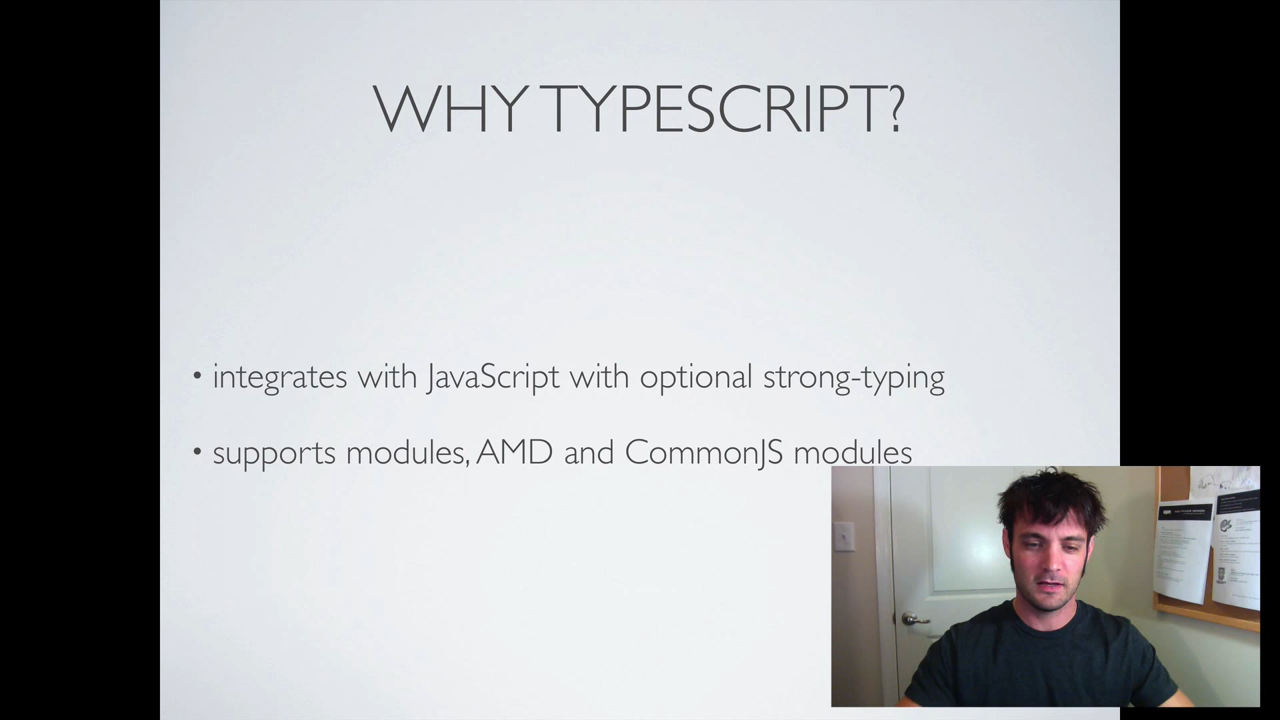 WHY TYPESCRIPT?
• integrates with JavaScript with optional strong-typing
• supports modules, AMD and CommonJS modules